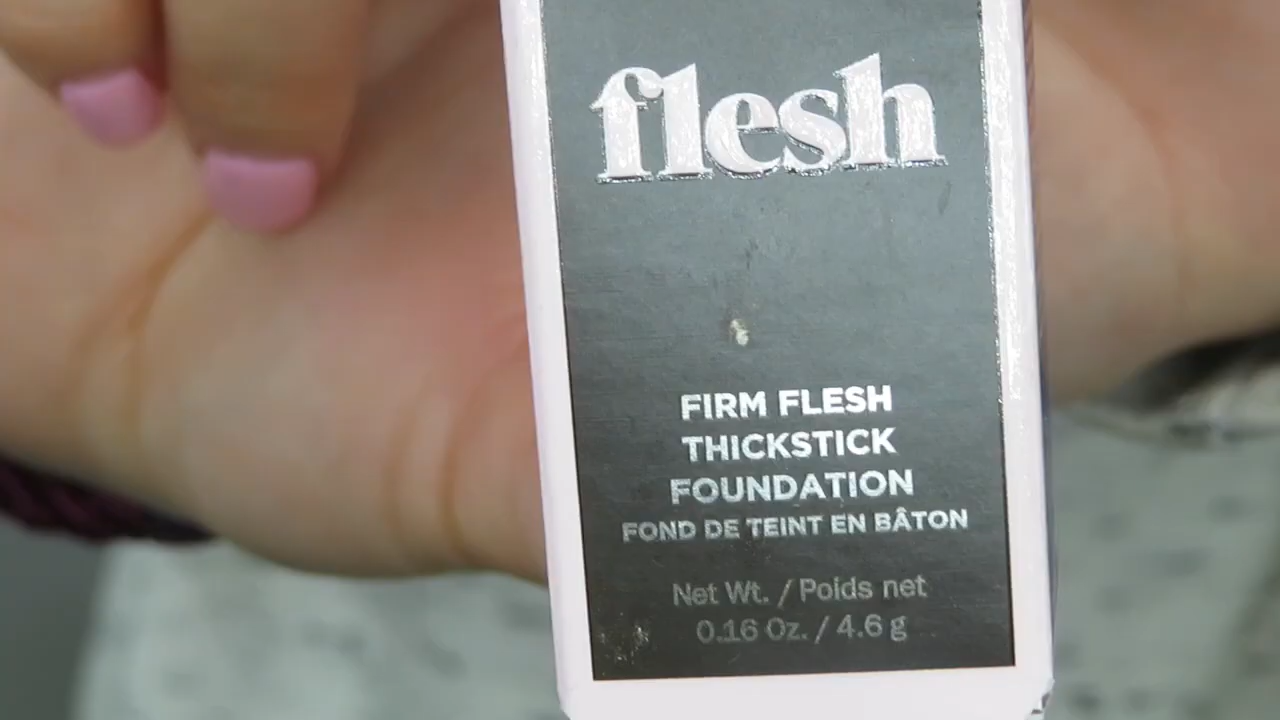 flesh
FIRM FLESH
THICKSTICK
FOUNDATION
FOND DE TEINT EN BÂTON
Net Wt. / Poids net
0.16 Oz. / 4.6 g